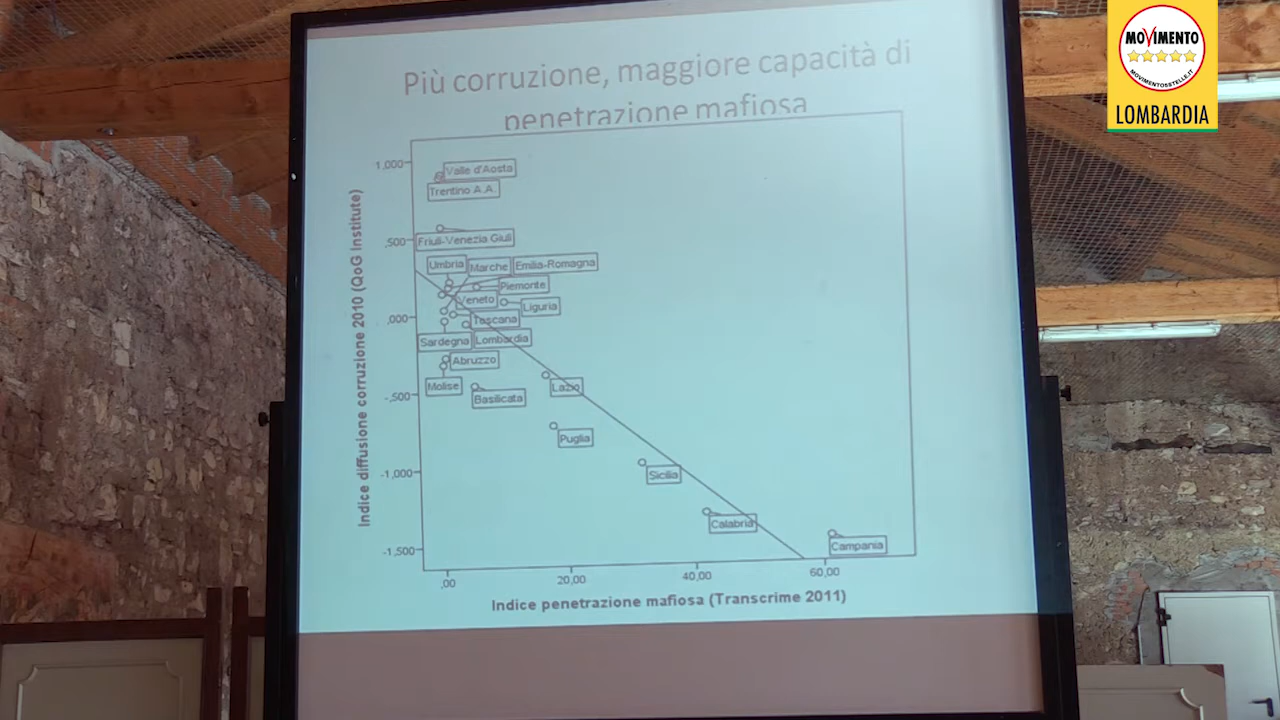 MOVIMENTO
MOVIMENTO5STELLE.IT
LOMBARDIA
Più corruzione, maggiore capacità di
penetrazione mafiosa
Indice diffusione corruzione 2010 (QoG Institute)
1,000
,500
,000
-,500
-1,000
-1,500
Valle d'Aosta
Trentino A.A.
Friuli-Venezia Giuli
Umbria Marche Emilia-Romagna
Piemonte
Veneto Liguria
Toscana
Sardegna Lombardia
Abruzzo
Molise Lazio
Basilicata
Puglia
Sicilia
Calabria
Campania
,00 20,00 40,00 60,00
Indice penetrazione mafiosa (Transcrime 2011)